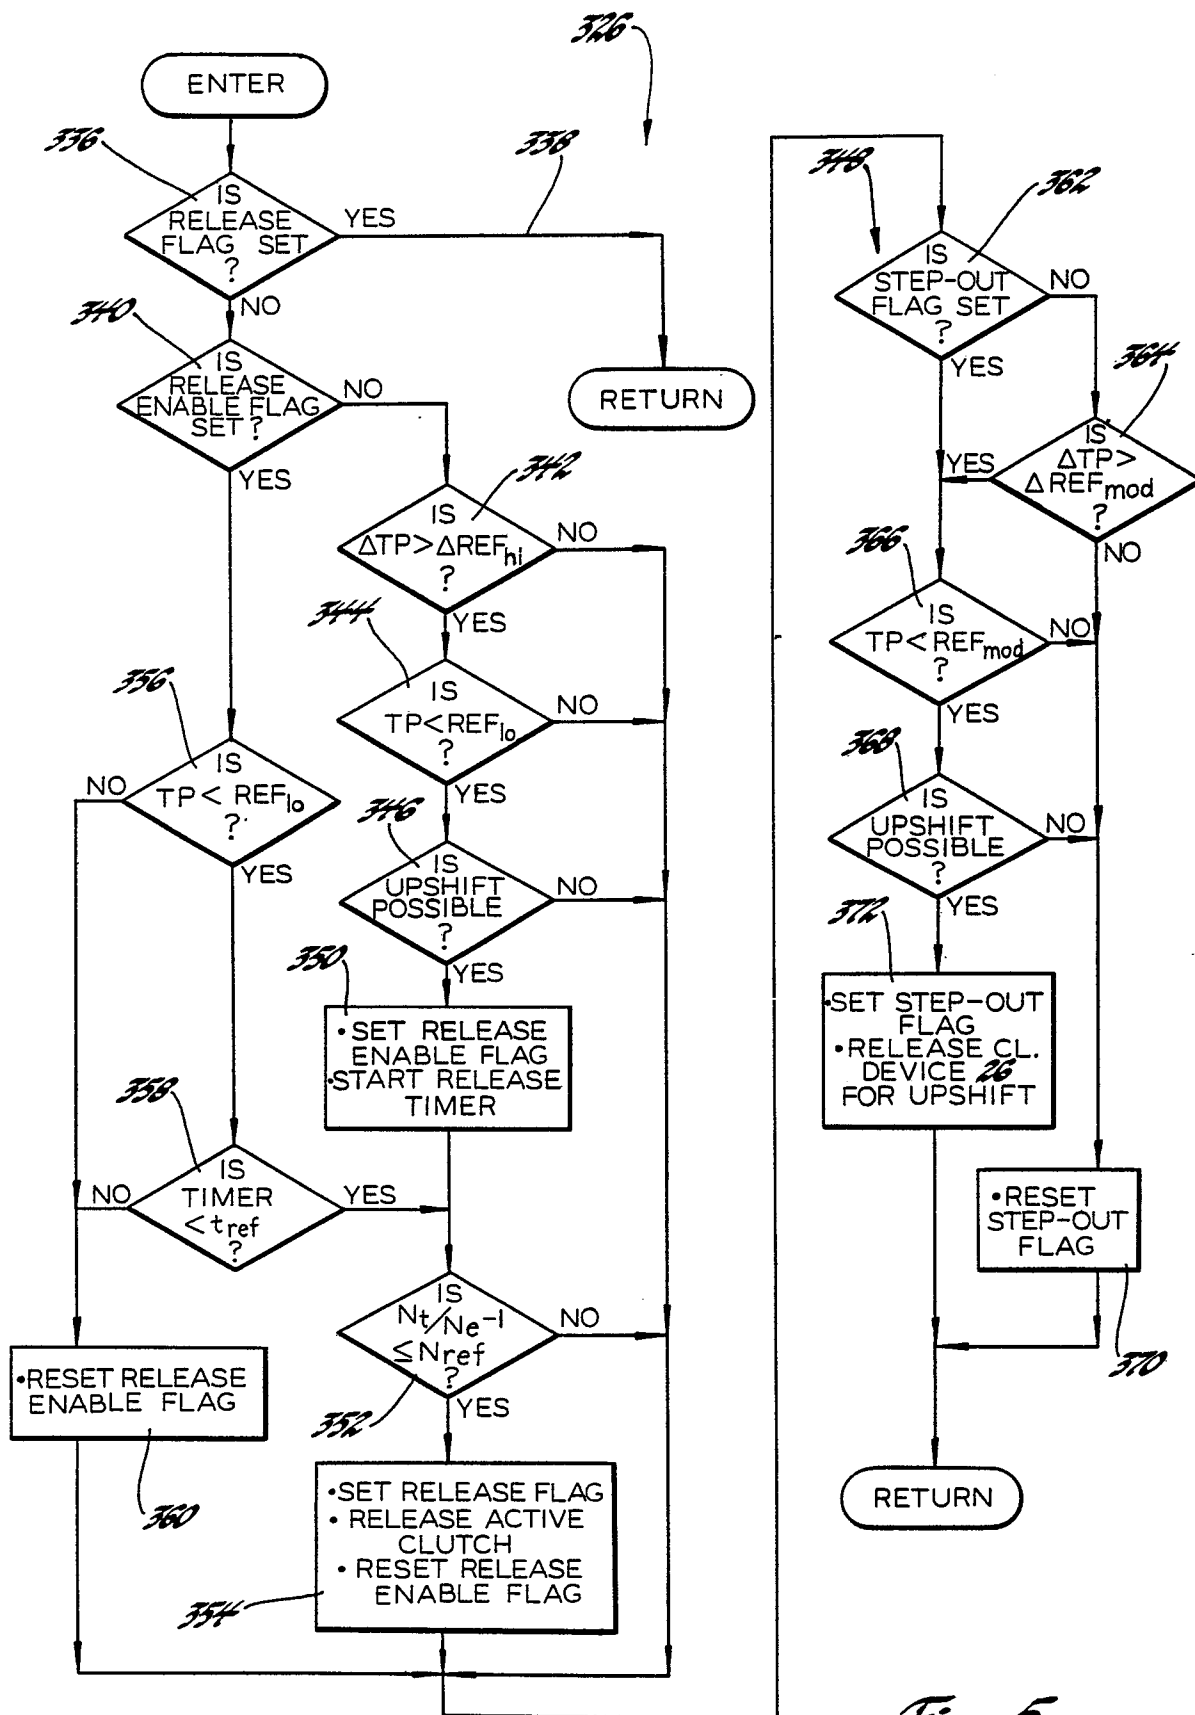 326
ENTER
336
338
IS
RELEASE
FLAG SET
?
YES
NO
RETURN
340
IS
RELEASE
ENABLE FLAG
SET?
NO
YES
342
IS
ΔTP>ΔREFhi
?
NO
YES
344
IS
TP<REFlo
?
NO
YES
346
IS
UPSHIFT
POSSIBLE
?
NO
YES
350
•SET RELEASE
ENABLE FLAG
•START RELEASE
TIMER
356
IS
TP< REFlo
?
NO
YES
358
IS
TIMER
<tref
?
NO
YES
352
IS
Nt/Ne-1
≤Nref
?
NO
YES
•RESET RELEASE
ENABLE FLAG
360
•SET RELEASE FLAG
• RELEASE ACTIVE
CLUTCH
• RESET RELEASE
ENABLE FLAG
354
348
362
IS
STEP-OUT
FLAG SET
?
NO
YES
364
IS
ΔTP>
ΔREFmod
?
YES
NO
366
IS
TP<REFmod
?
NO
YES
368
IS
UPSHIFT
POSSIBLE
?
NO
YES
372
•SET STEP-OUT
FLAG
•RELEASE CL.
DEVICE 26
FOR UPSHIFT
•RESET
STEP-OUT
FLAG
370
RETURN